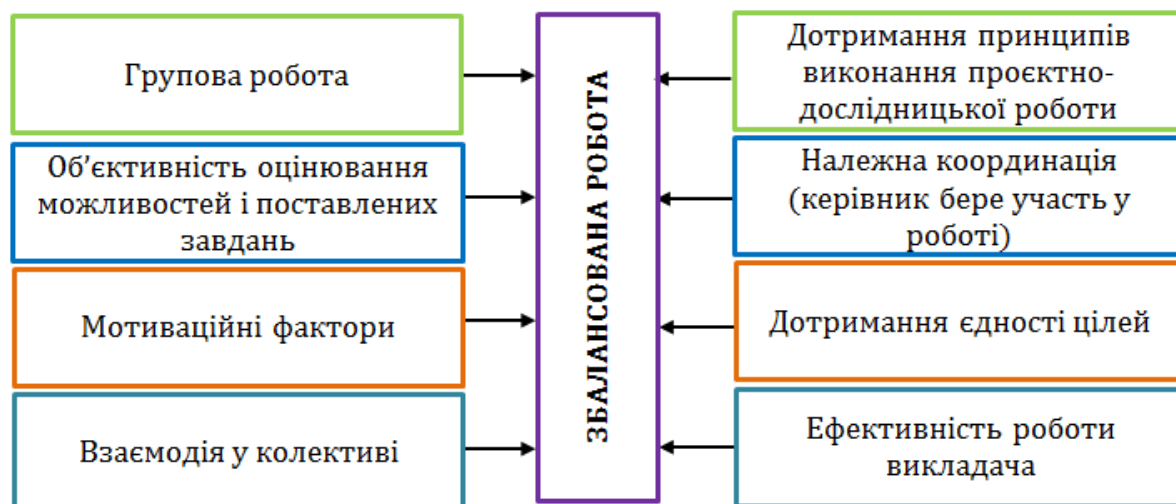 Групова робота
Об’єктивність оцінювання
можливостей і поставлених
завдань
Мотиваційні фактори
Взаємодія у колективі
ЗБАЛАНСОВАНА РОБОТА
Дотримання принципів
виконання проєктно-
дослідницької роботи
Належна координація
(керівник бере участь у
роботі)
Дотримання єдності цілей
Ефективність роботи
викладача